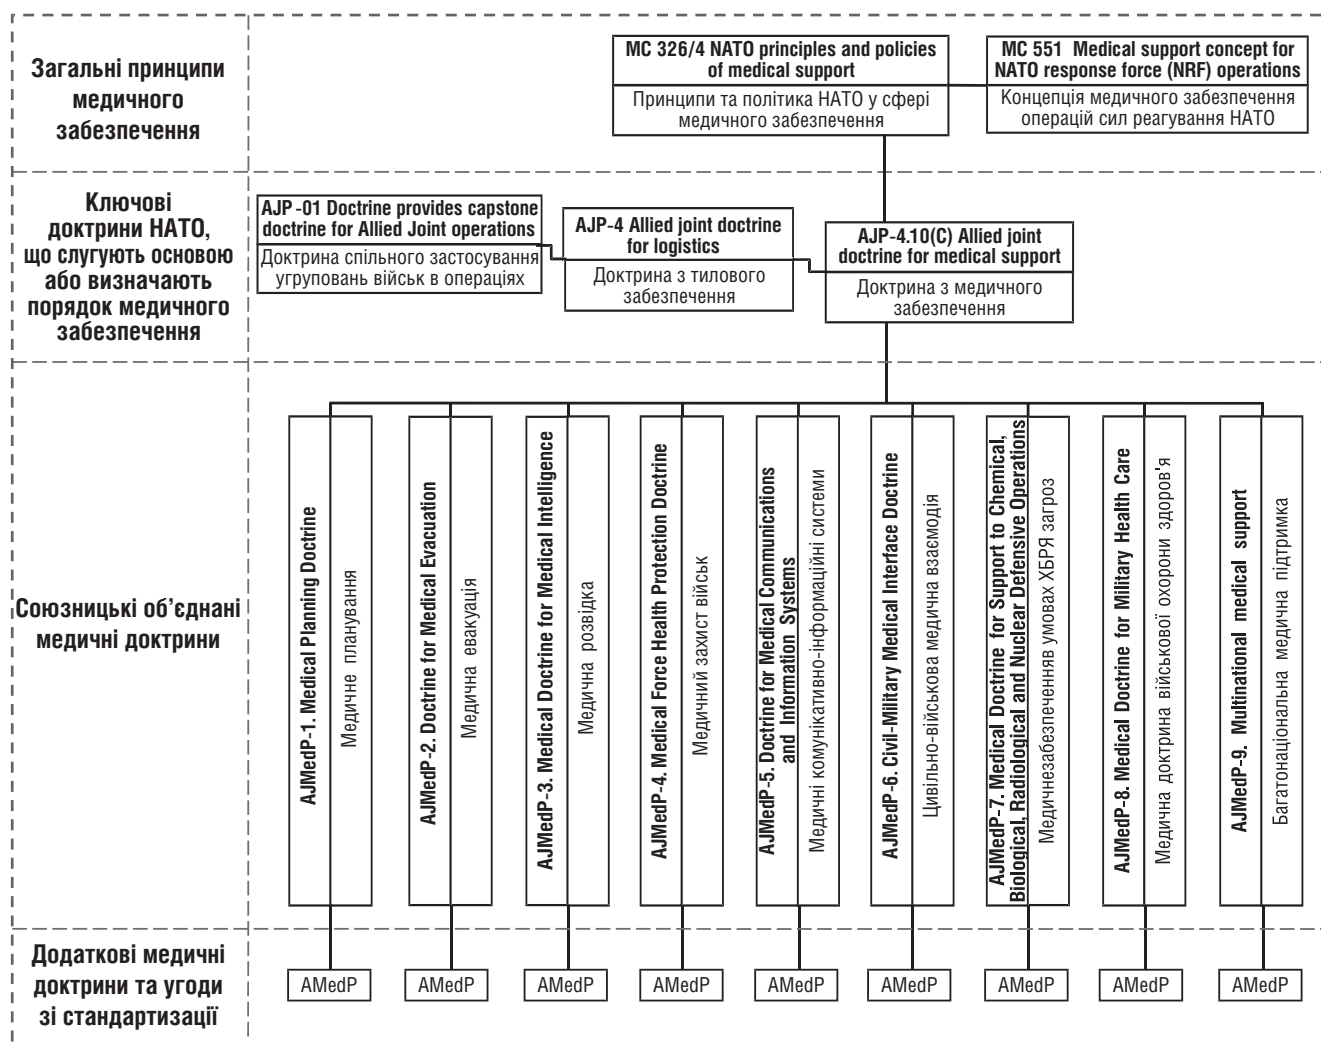 Загальні принципи
медичного
забезпечення
MC 326/4 NATO principles and policies
of medical support
Принципи та політика НАТО у сфері
медичного забезпечення
MC 551 Medical support concept for
NATO response force (NRF) operations
Концепція медичного забезпечення
операцій сил реагування НАТО
Ключові
доктрини НАТО,
що слугують основою
або визначають
порядок медичного
забезпечення
AJP -01 Doctrine provides capstone
doctrine for Allied Joint operations
Доктрина спільного застосування
угруповань військ в операціях
AJP-4 Allied joint doctrine
for logistics
Доктрина з тилового
забезпечення
AJP-4.10(C) Allied joint
doctrine for medical support
Доктрина з медичного
забезпечення
Союзницькі об’єднані
медичні доктрини
AJMedP-1. Medical Planning Doctrine
Медичне планування
AJMedP-2. Doctrine for Medical Evacuation
Медична евакуація
AJMedP-3. Medical Doctrine for Medical Intelligence
Медична розвідка
AJMedP-4. Medical Force Health Protection Doctrine
Медичний захист військ
AJMedP-5. Doctrine for Medical Communications
and Information Systems
Медичні комунікативно-інформаційні системи
AJMedP-6. Civil-Military Medical Interface Doctrine
Цивільно-військова медична взаємодія
AJMedP-7. Medical Doctrine for Support to Chemical,
Biological, Radiological and Nuclear Defensive Operations
Медичнезабезпеченняв умовах ХБРЯ загроз
AJMedP-8. Medical Doctrine for Military Health Care
Медична доктрина військової охорони здоров'я
AJMedP-9. Multinational medical support
Багатонаціональна медична підтримка
Додаткові медичні
доктрини та угоди
зі стандартизації
AMedP
AMedP
AMedP
AMedP
AMedP
AMedP
AMedP
AMedP
AMedP